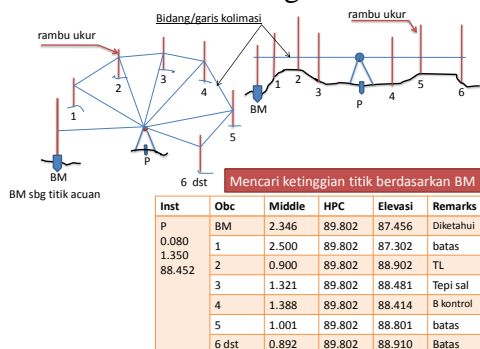 Bidang/garis kolimasi
rambu ukur
rambu ukur
1
2
3
4
5
6 dst
BM
P
BM sbg titik acuan
BM
1
2
3
P
4
5
6
Mencari ketinggian titik berdasarkan BM
Inst Obc Middle HPC Elevasi Remarks
P BM 2.346 89.802 87.456 Diketahui
0.080
1.350
88.452
1 2.500 89.802 87.302 batas
2 0.900 89.802 88.902 TL
3 1.321 89.802 88.481 Tepi sal
4 1.388 89.802 88.414 B kontrol
5 1.001 89.802 88.801 batas
6 dst 0.892 89.802 88.910 Batas